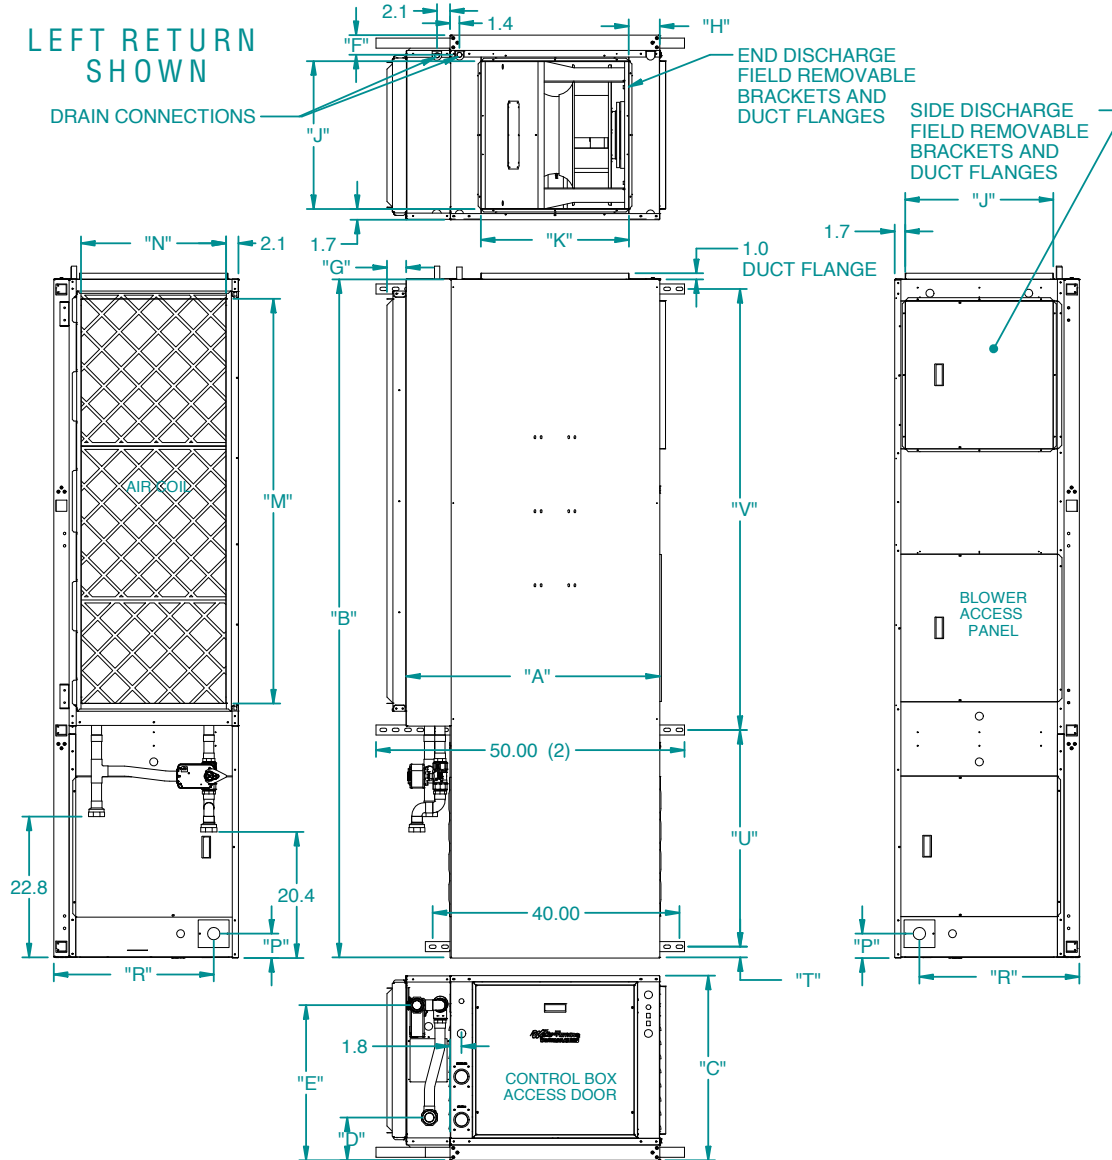 LEFT RETURN
SHOWN
DRAIN CONNECTIONS
2.1
1.4
"F"
"H"
"J"
END DISCHARGE
FIELD REMOVABLE
BRACKETS AND
DUCT FLANGES
SIDE DISCHARGE
FIELD REMOVABLE
BRACKETS AND
DUCT FLANGES
"J"
"N"
2.1
1.7
"G"
"K"
1.0
DUCT FLANGE
1.7
AIR COIL
"M"
"B"
"A"
"V"
BLOWER
ACCESS
PANEL
50.00 (2)
22.8
20.4
"U"
40.00
"P"
"R"
"T"
"P"
"R"
1.8
"E"
"D"
CONTROL BOX
ACCESS DOOR
"C"